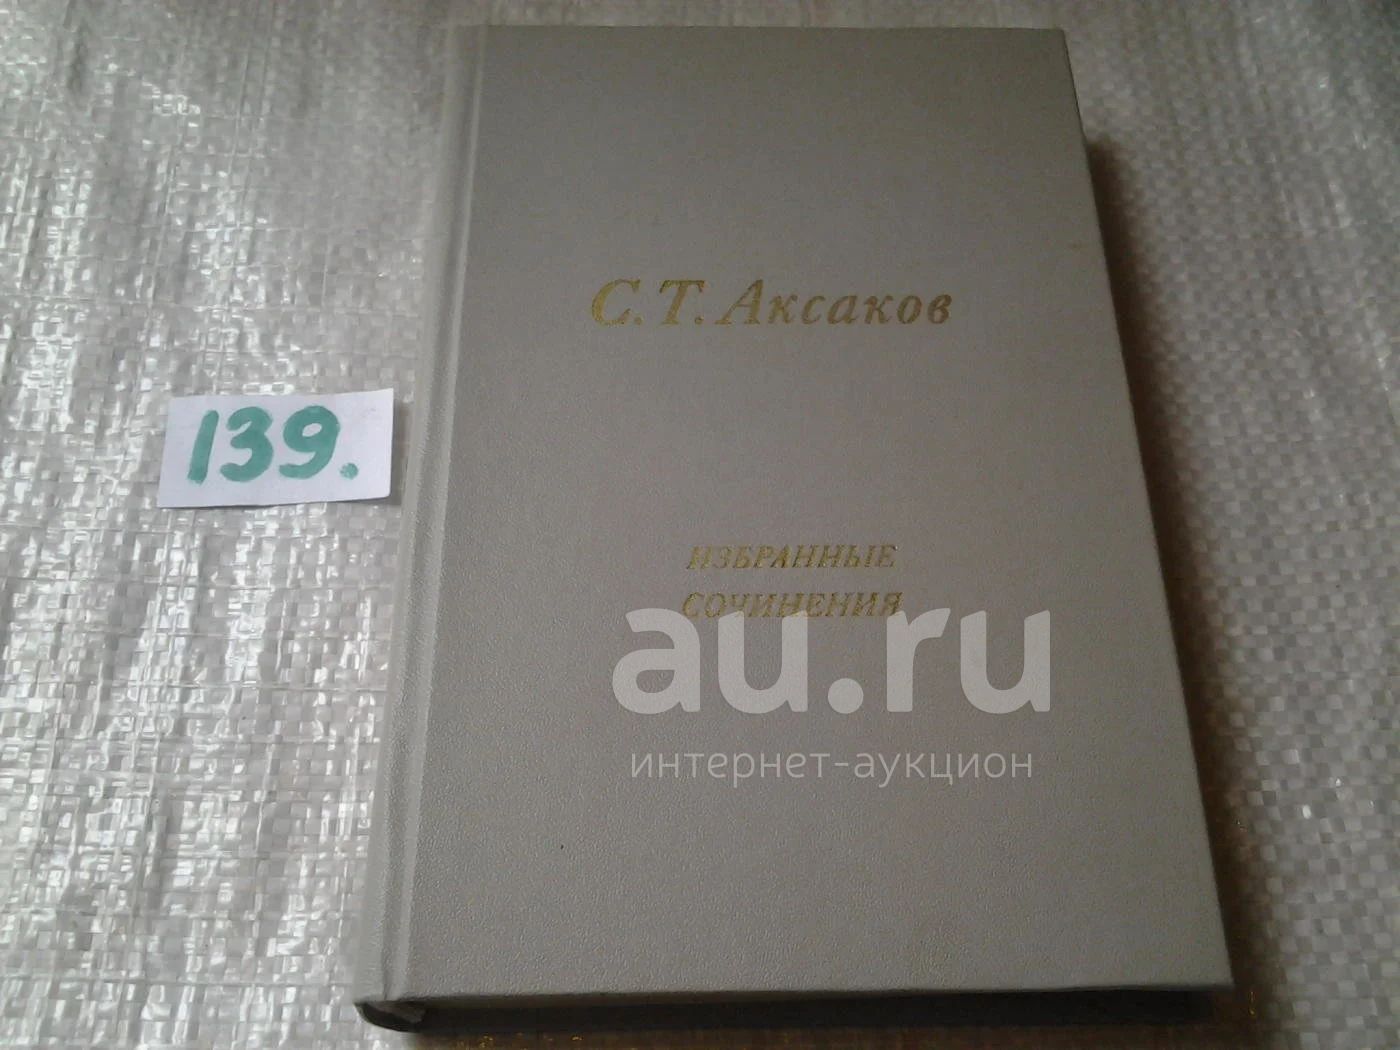 С. Т. Аксаков
139.
ИЗБРАННЫЕ
СОЧИНЕНИЯ
au.ru
интернет-аукцион